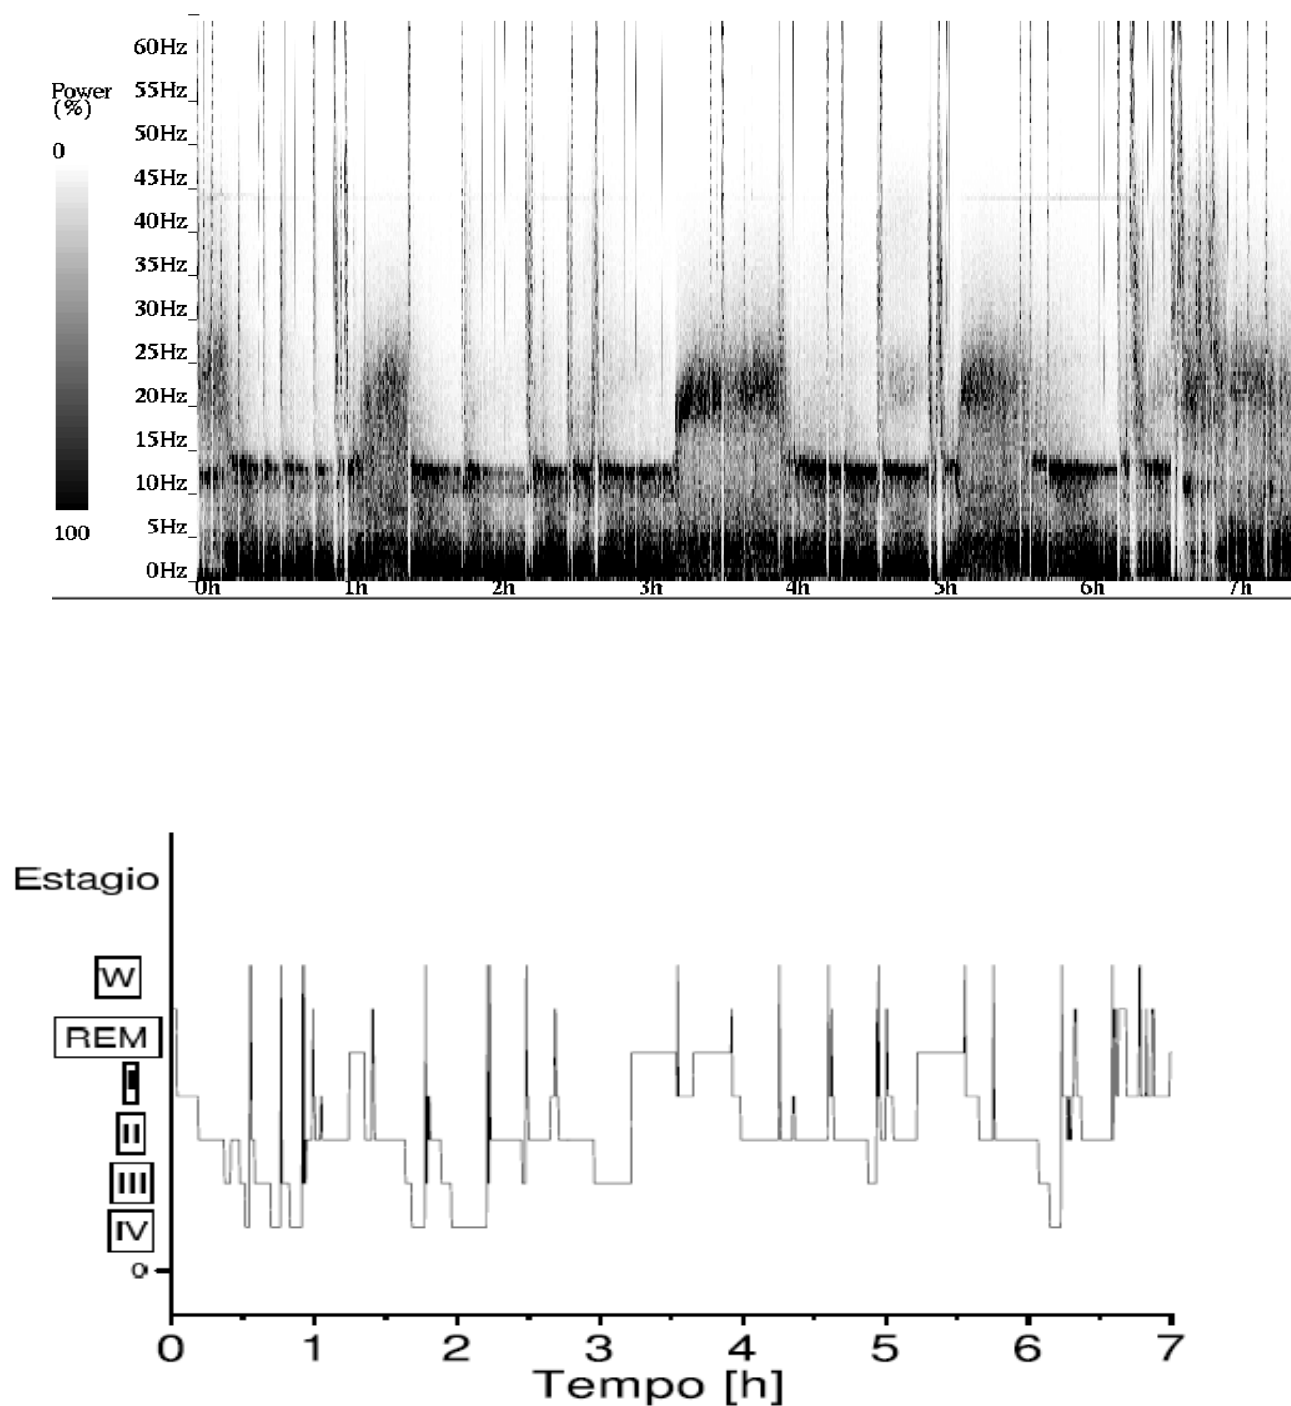 60Hz
Power
(%)
55Hz
50Hz
0
45Hz
40Hz
35Hz
30Hz
25Hz
20Hz
15Hz
10Hz
100
5Hz
0Hz
0h 1h 2h 3h 4h 5h 6h 7h
Estagio
W
REM
I
II
III
IV
0
0 1 2 3 4 5 6 7
Tempo [h]